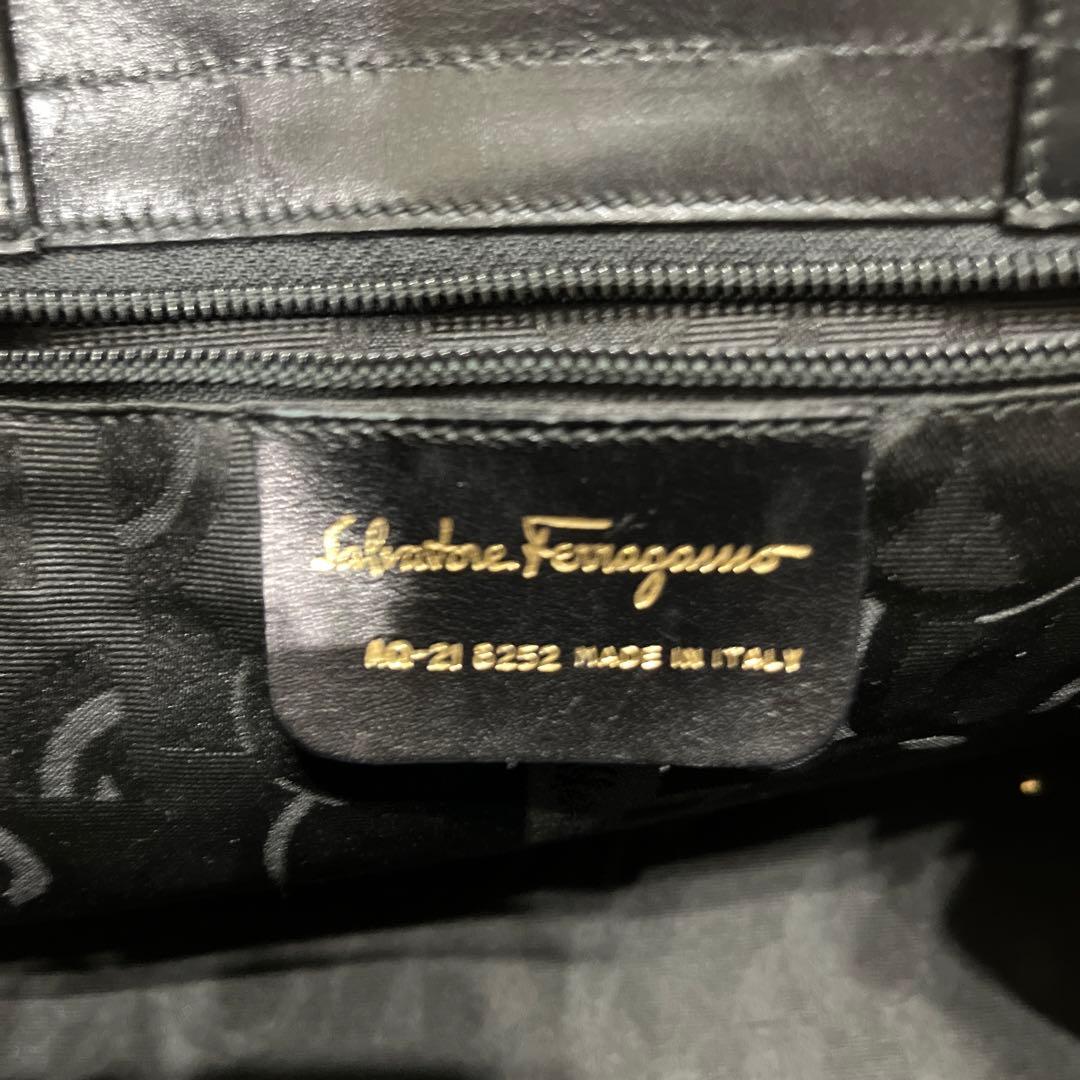 Salvatore Ferragamo
AQ-21 8252 MADE IN ITALY